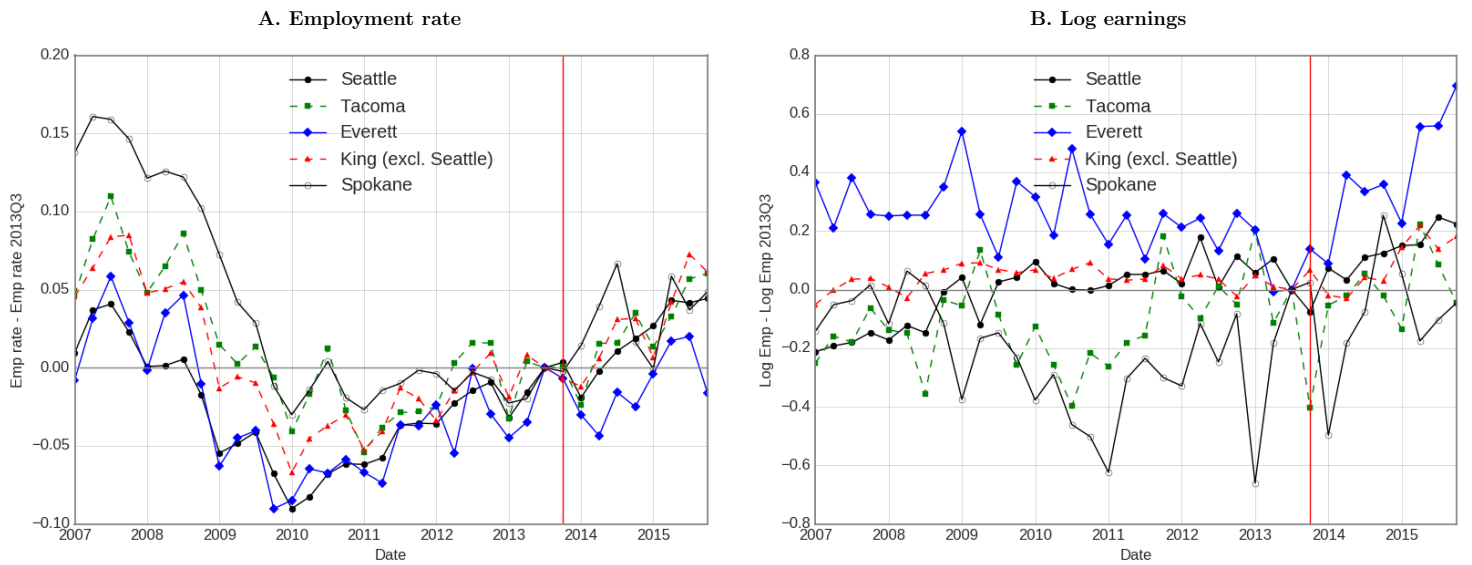 A. Employment rate
0.20
0.15
0.10
0.05
0.00
−0.05
−0.10
Emp rate - Emp rate 2013Q3
Seattle
Tacoma
Everett
King (excl. Seattle)
Spokane
2007 2008 2009 2010 2011 2012 2013 2014 2015
Date
B. Log earnings
0.8
0.6
0.4
0.2
0.0
−0.2
−0.4
−0.6
−0.8
Log Emp - Log Emp 2013Q3
Seattle
Tacoma
Everett
King (excl. Seattle)
Spokane
2007 2008 2009 2010 2011 2012 2013 2014 2015
Date